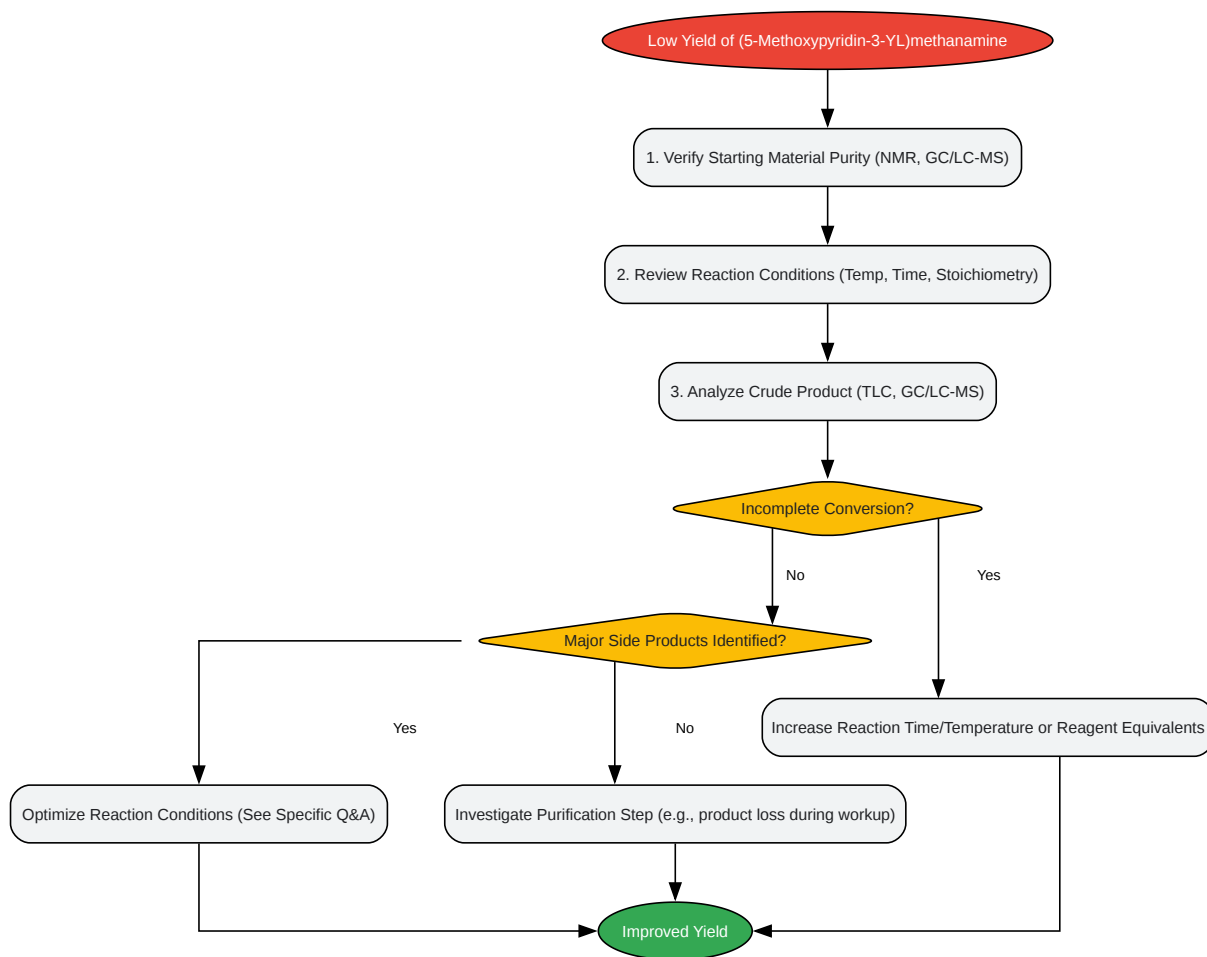 Low Yield of (5-Methoxypyridin-3-YL)methanamine
1. Verify Starting Material Purity (NMR, GC/LC-MS)
2. Review Reaction Conditions (Temp, Time, Stoichiometry)
3. Analyze Crude Product (TLC, GC/LC-MS)
Incomplete Conversion?
No
Yes
Major Side Products Identified?
Yes
No
Increase Reaction Time/Temperature or Reagent Equivalents
Optimize Reaction Conditions (See Specific Q&A)
Investigate Purification Step (e.g., product loss during workup)
Improved Yield